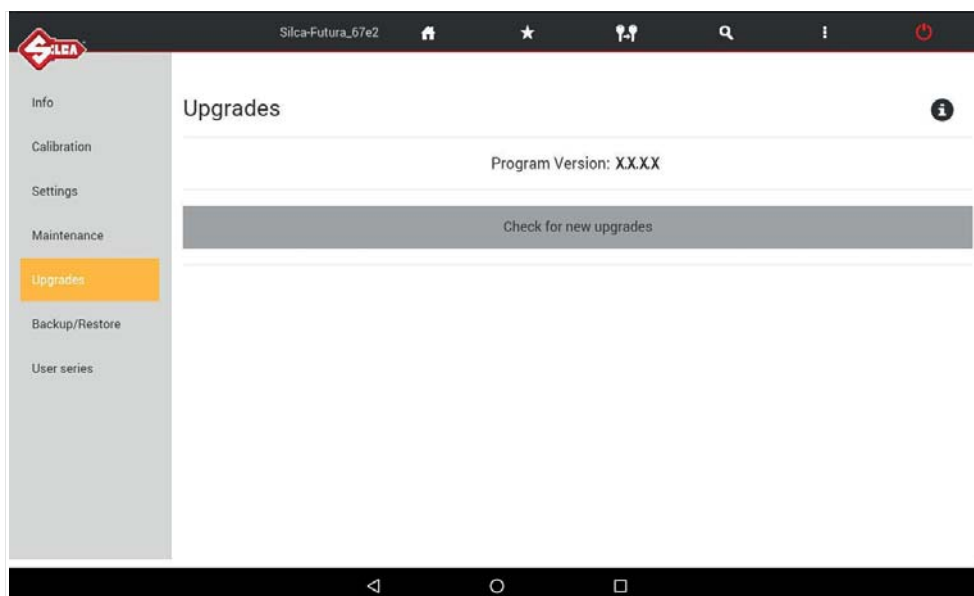 SILCA
Silca-Futura_67e2
Info
Calibration
Settings
Maintenance
Upgrades
Backup/Restore
User series
Upgrades
Program Version: X.X.X.X
Check for new upgrades